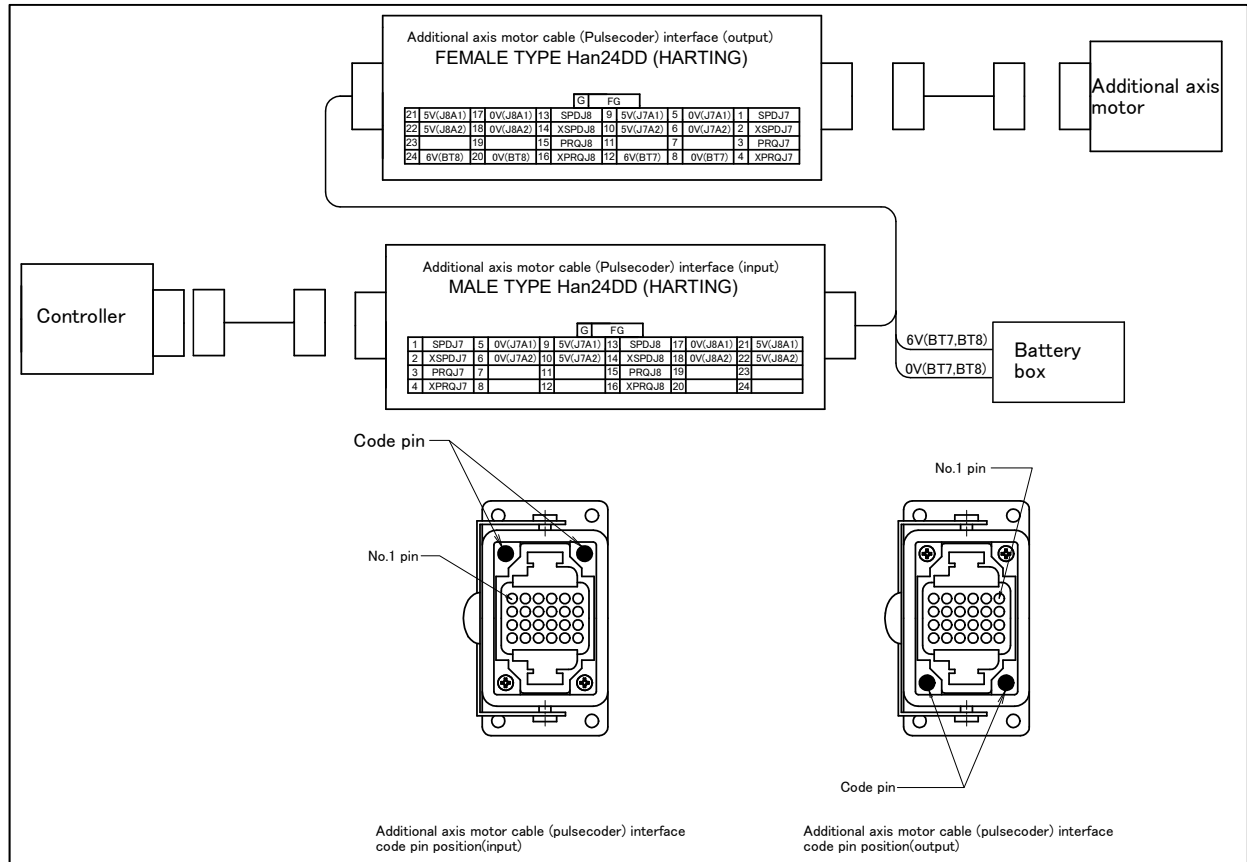 Additional axis motor cable (Pulsecoder) interface (output)
FEMALE TYPE Han24DD (HARTING)
G FG
21 5V(J8A1) 17 0V(J8A1) 13 SPDJ8 9 5V(J7A1) 5 0V(J7A1) 1 SPDJ7
22 5V(J8A2) 18 0V(J8A2) 14 XSPDJ8 10 5V(J7A2) 6 0V(J7A2) 2 XSPDJ7
23 19 15 PRQJ8 11 7 3 PRQJ7
24 6V(BT8) 20 0V(BT8) 16 XPRQJ8 12 6V(BT7) 8 0V(BT7) 4 XPRQJ7
Additional axis
motor
Controller
Additional axis motor cable (Pulsecoder) interface (input)
MALE TYPE Han24DD (HARTING)
G FG
1 SPDJ7 5 0V(J7A1) 9 5V(J7A1) 13 SPDJ8 17 0V(J8A1) 21 5V(J8A1)
2 XSPDJ7 6 0V(J7A2) 10 5V(J7A2) 14 XSPDJ8 18 0V(J8A2) 22 5V(J8A2)
3 PRQJ7 7 11 15 PRQJ8 19 23
4 XPRQJ7 8 12 16 XPRQJ8 20 24
6V(BT7,BT8)
0V(BT7,BT8)
Battery
box
Code pin
No.1 pin
No.1 pin
Code pin
Additional axis motor cable (pulsecoder) interface
code pin position(input)
Additional axis motor cable (pulsecoder) interface
code pin position(output)